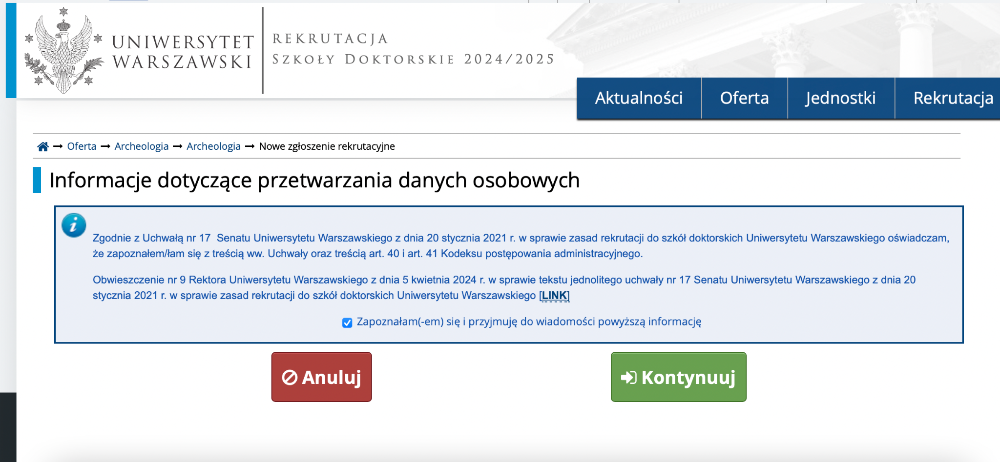 UNIWERSYTET
WARSZAWSKI
REKRUTACJA
SZKOŁY DOKTORSKIE 2024/2025
Aktualności Oferta Jednostki Rekrutacja
Oferta → Archeologia → Archeologia → Nowe zgłoszenie rekrutacyjne
Informacje dotyczące przetwarzania danych osobowych
Zgodnie z Uchwałą nr 17  Senatu Uniwersytetu Warszawskiego z dnia 20 stycznia 2021 r. w sprawie zasad rekrutacji do szkół doktorskich Uniwersytetu Warszawskiego oświadczam,
że zapoznałem/łam się z treścią ww. Uchwały oraz treścią art. 40 i art. 41 Kodeksu postępowania administracyjnego.
Obwieszczenie nr 9 Rektora Uniwersytetu Warszawskiego z dnia 5 kwietnia 2024 r. w sprawie tekstu jednolitego uchwały nr 17 Senatu Uniwersytetu Warszawskiego z dnia 20
stycznia 2021 r. w sprawie zasad rekrutacji do szkół doktorskich Uniwersytetu Warszawskiego [LINK]
Zapoznałam(-em) się i przyjmuję do wiadomości powyższą informację
Anuluj Kontynuuj